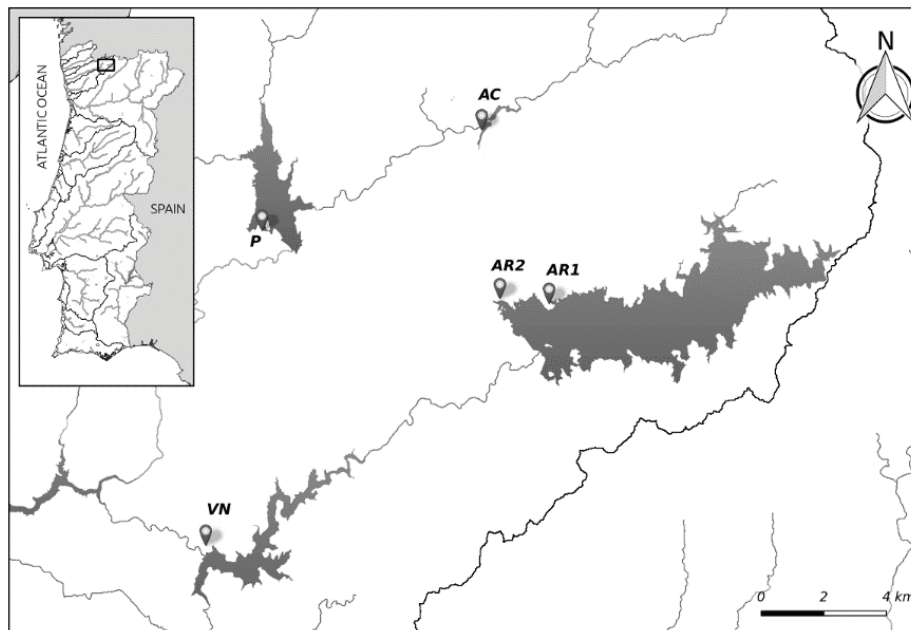 ATLANTIC OCEAN
SPAIN
N
AC
P
AR2
AR1
VN
0 2 4 km